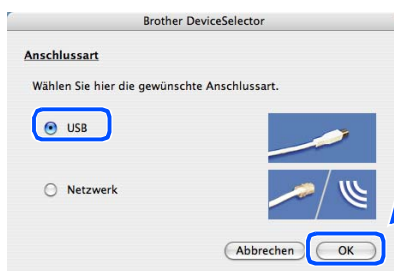 Brother DeviceSelector
Anschlussart
Wählen Sie hier die gewünschte Anschlussart.
USB
Netzwerk
Abbrechen OK